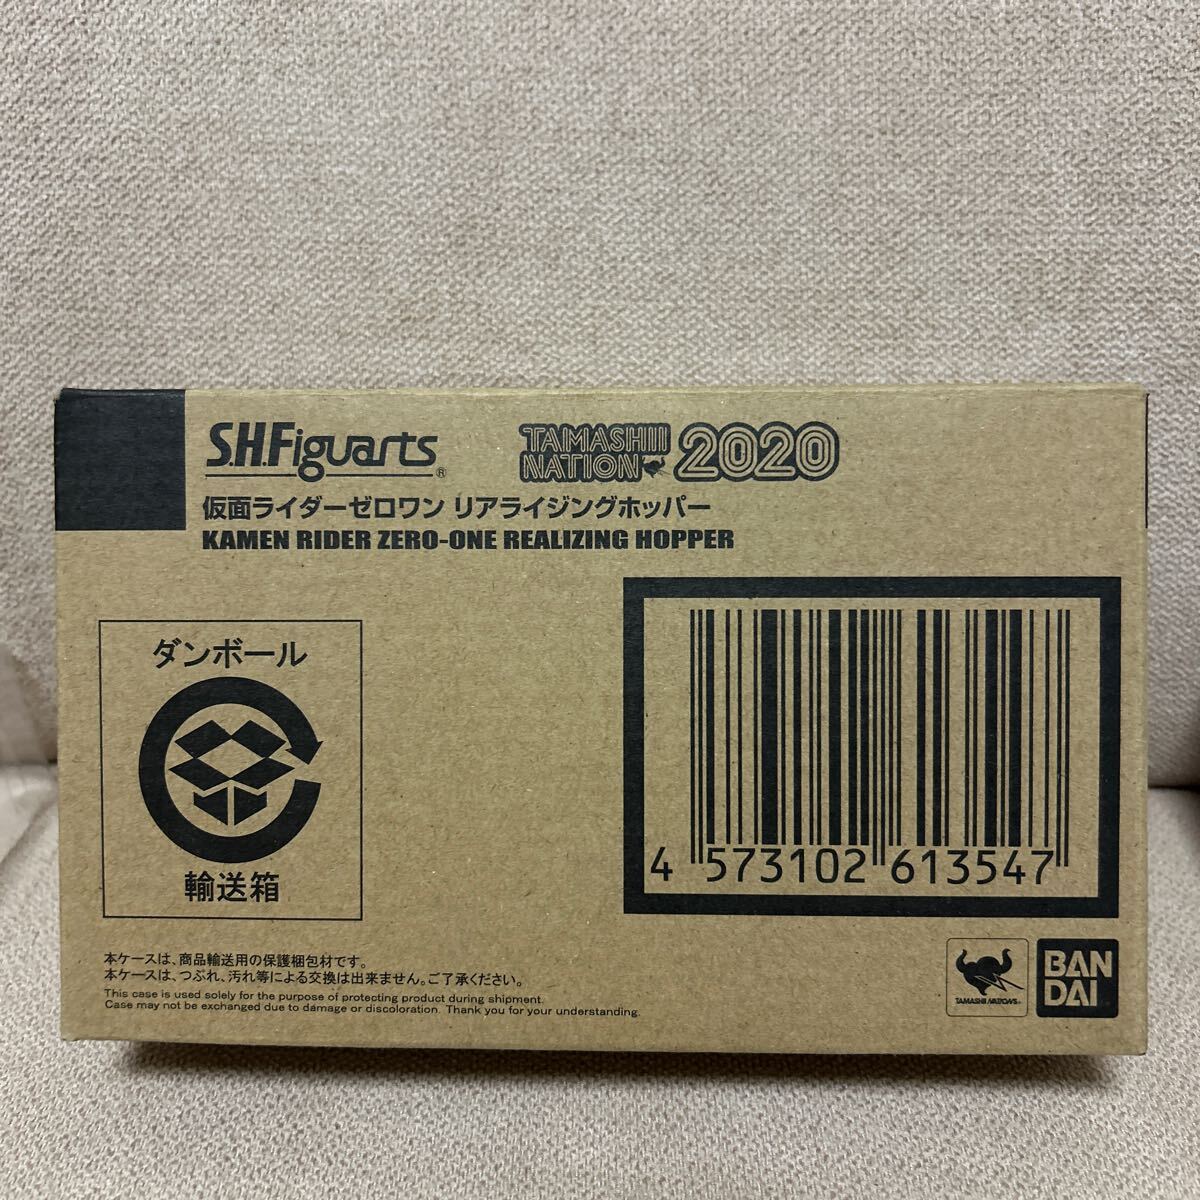 S.H.Figuarts®
TAMASHII NATION 2020
仮面ライダーゼロワン リアライジングホッパー
KAMEN RIDER ZERO-ONE REALIZING HOPPER
ダンボール
輸送箱
4 573102 613547
本ケースは、商品輸送用の保護梱包材です。
本ケースは、つぶれ、汚れ等による交換は出来ません。ご了承ください。
This case is used solely for the purpose of protecting product during shipment.
Case may not be exchanged due to damage or discoloration. Thank you for your understanding.
TAMASHII NATIONS
BAN
DAI